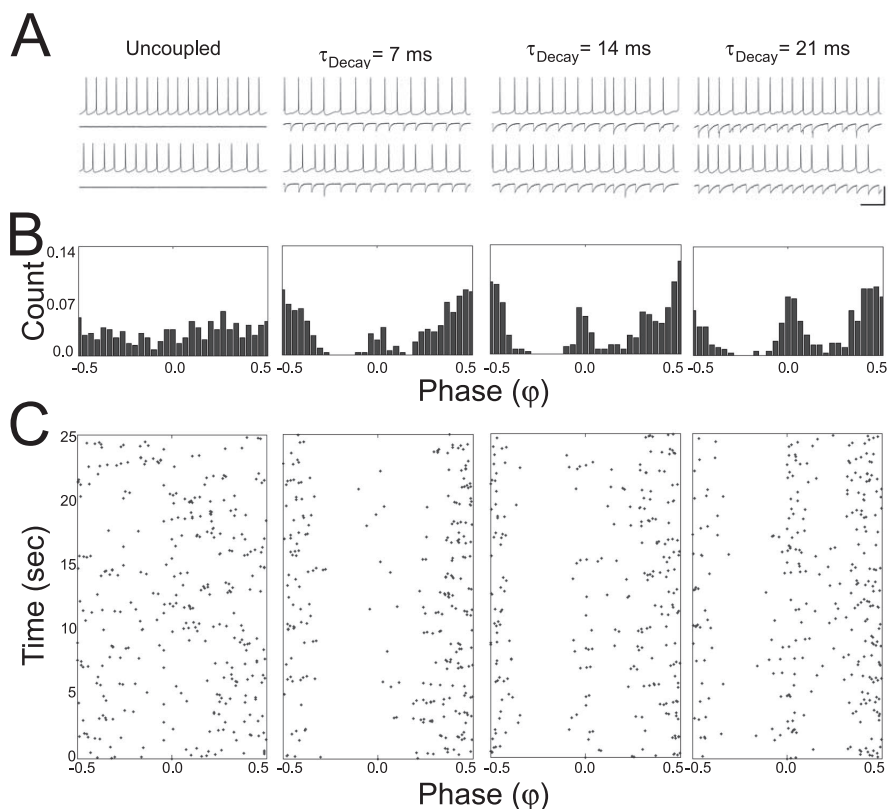 A
Uncoupled
τDecay= 7 ms
τDecay= 14 ms
τDecay= 21 ms
B
Count
0.14
0.07
0.0
-0.5 0.0 0.5
-0.5 0.0 0.5
-0.5 0.0 0.5
-0.5 0.0 0.5
Phase (φ)
C
Time (sec)
25
20
15
10
5
0
-0.5 0.0 0.5
-0.5 0.0 0.5
-0.5 0.0 0.5
-0.5 0.0 0.5
Phase (φ)